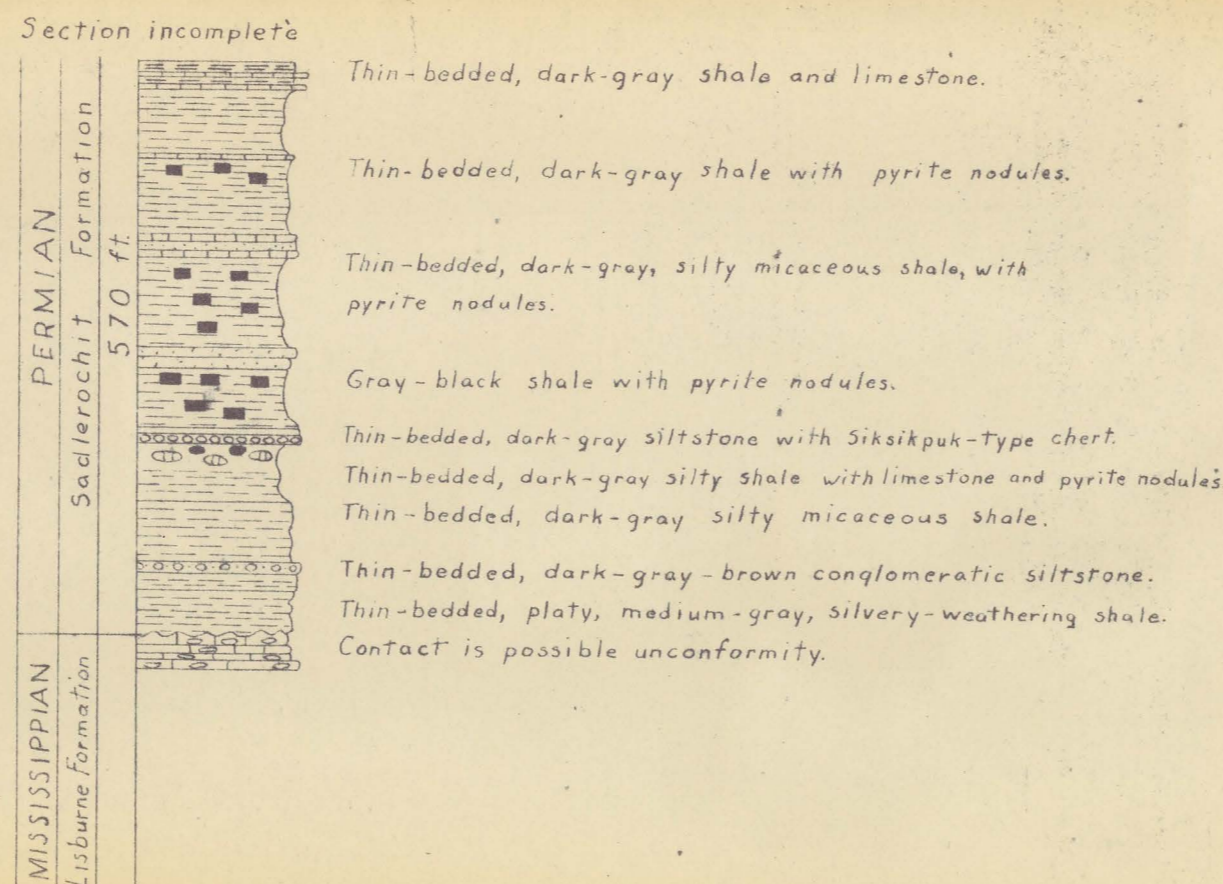 Section incomplete
PERMIAN
Sadlerochit Formation
570 ft.
Thin-bedded, dark-gray shale and limestone.
Thin-bedded, dark-gray shale with pyrite nodules.
Thin-bedded, dark-gray, silty micaceous shale, with
pyrite nodules.
Gray-black shale with pyrite nodules.
Thin-bedded, dark-gray siltstone with Siksikpuk-type chert.
Thin-bedded, dark-gray silty shale with limestone and pyrite nodules
Thin-bedded, dark-gray silty micaceous shale.
Thin-bedded, dark-gray-brown conglomeratic siltstone.
Thin-bedded, platy, medium-gray, silvery-weathering shale.
Contact is possible unconformity.
MISSISSIPPIAN
Lisburne Formation